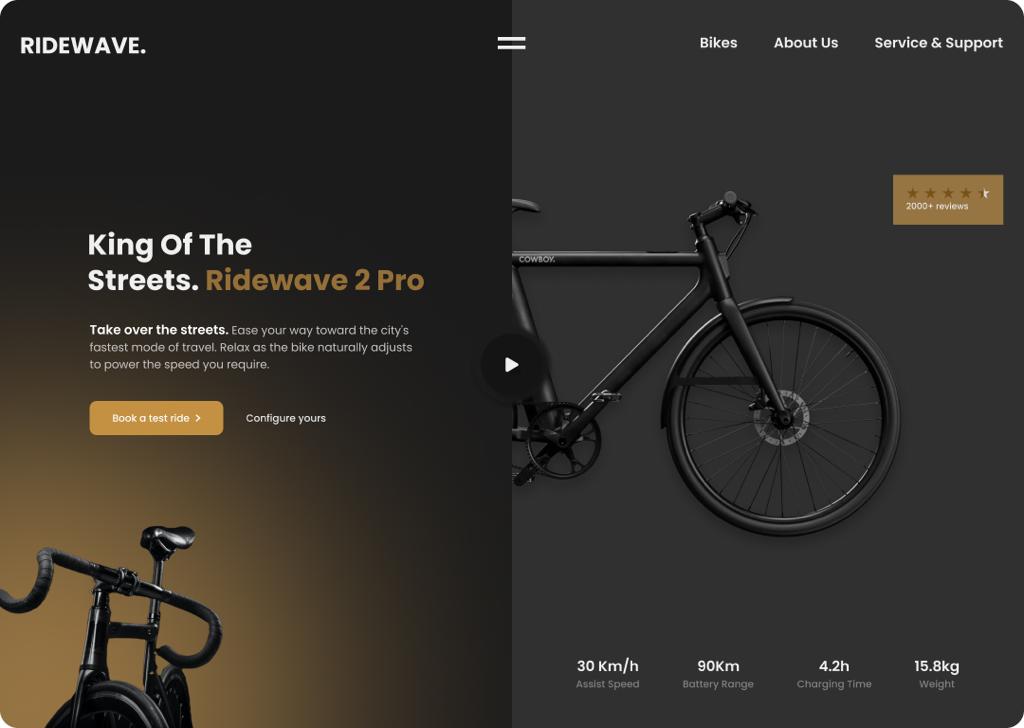 RIDEWAVE.
Bikes
About Us
Service & Support
2000+ reviews
King Of The
Streets. Ridewave 2 Pro
COWBOY.
Take over the streets. Ease your way toward the city's
fastest mode of travel. Relax as the bike naturally adjusts
to power the speed you require.
Book a test ride
Configure yours
30 Km/h
Assist Speed
90Km
Battery Range
4.2h
Charging Time
15.8kg
Weight